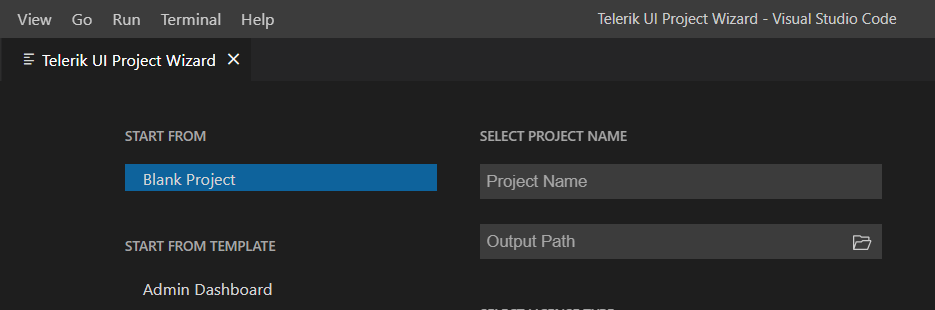 View Go Run Terminal Help
Telerik UI Project Wizard - Visual Studio Code
Telerik UI Project Wizard
START FROM
Blank Project
START FROM TEMPLATE
Admin Dashboard
SELECT PROJECT NAME
Project Name
Output Path